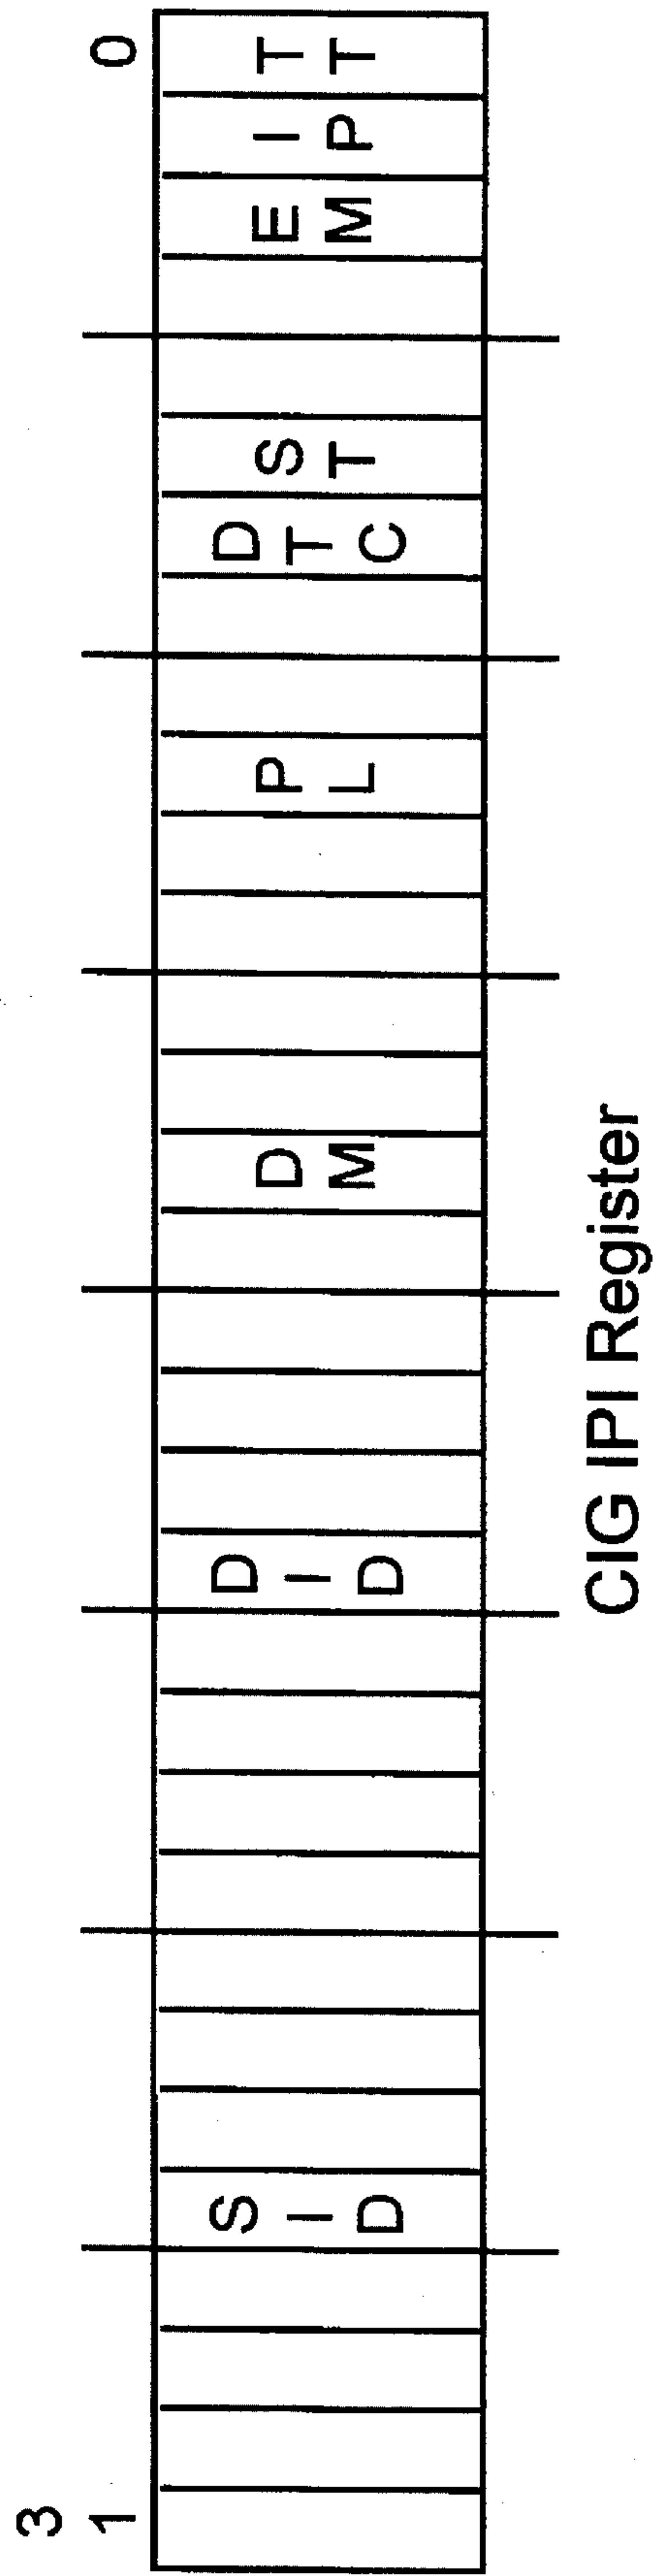 31
0
SID
DID
DM
PL
DTC
ST
EM
IP
TT
CIG IPI Register